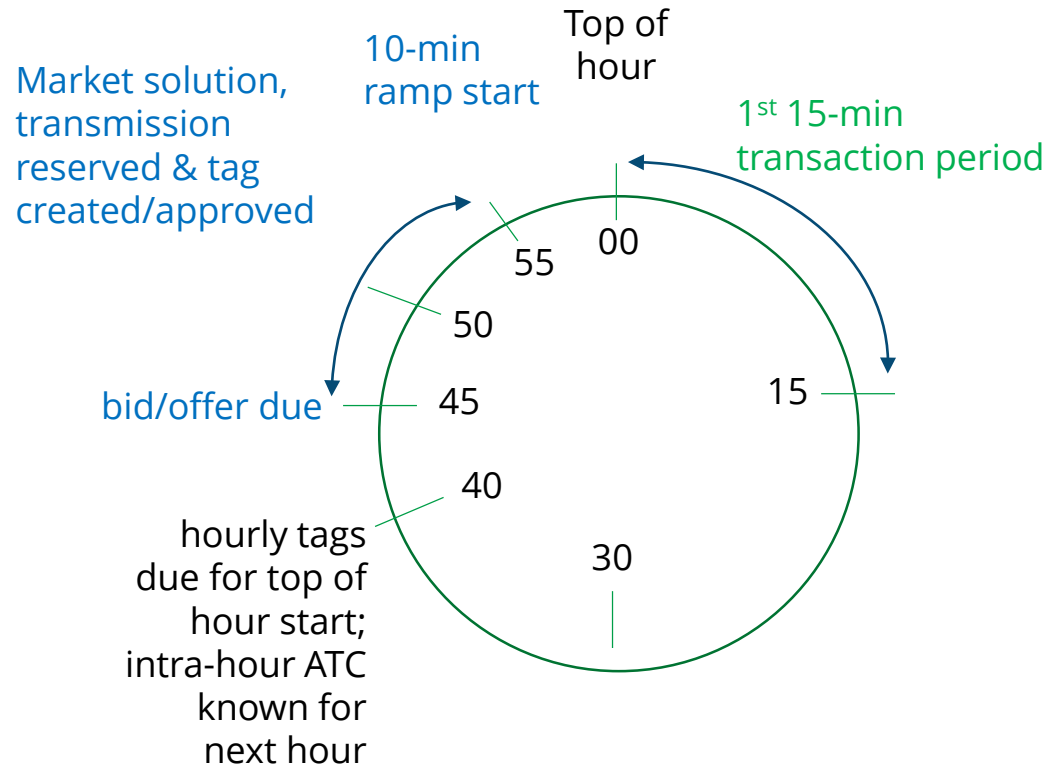 Top of
hour
10-min
ramp start
Market solution,
transmission
reserved & tag
created/approved
1st 15-min
transaction period
00
55
50
bid/offer due
45
15
40
hourly tags
due for top of
hour start;
intra-hour ATC
known for
next hour
30